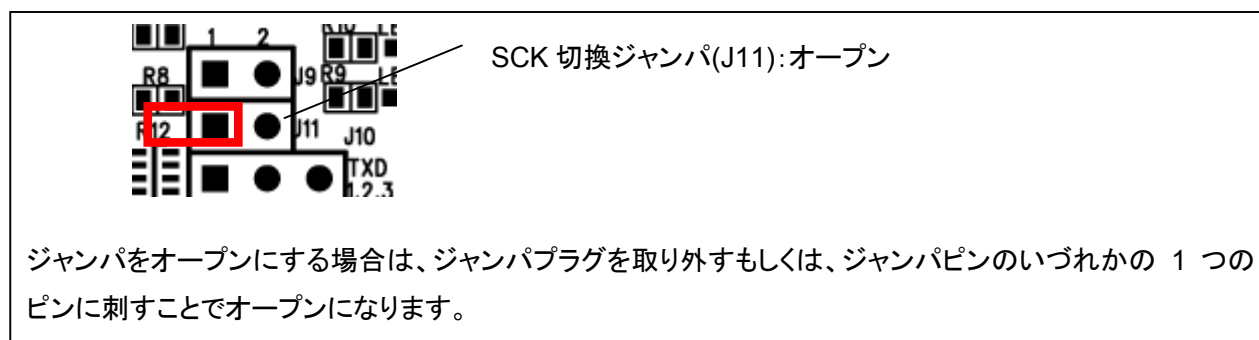 1 2
R8
J9
R9
R12
J11
J10
TXD
1.2.3
SCK 切換ジャンパ(J11):オープン
ジャンパをオープンにする場合は、ジャンパプラグを取り外すもしくは、ジャンパピンのいづれかの 1 つの
ピンに刺すことでオープンになります。